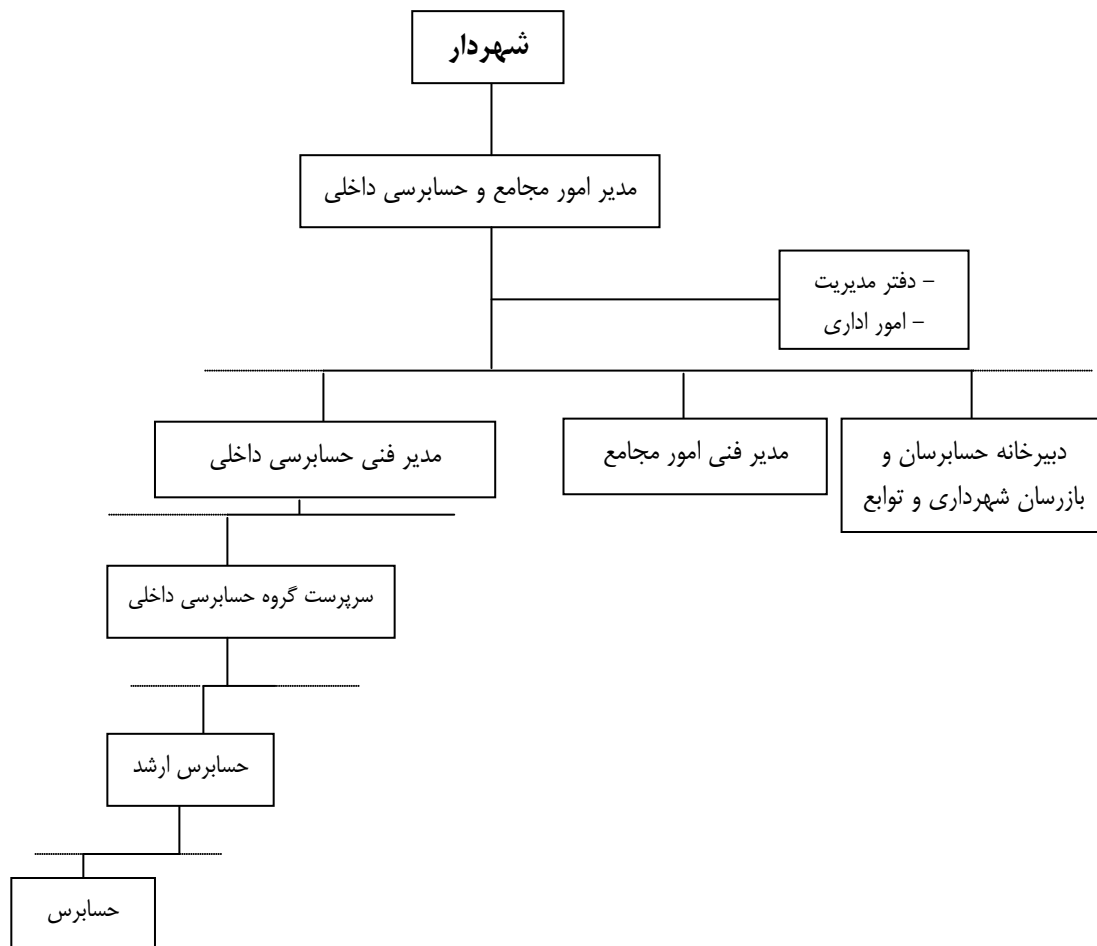 شهردار
مدیر امور مجامع و حسابرسی داخلی
– دفتر مدیریت
– امور اداری
دبیرخانه حسابرسان و
بازرسان شهرداری و توابع
مدیر فنی امور مجامع
مدیر فنی حسابرسی داخلی
سرپرست گروه حسابرسی داخلی
حسابرس ارشد
حسابرس